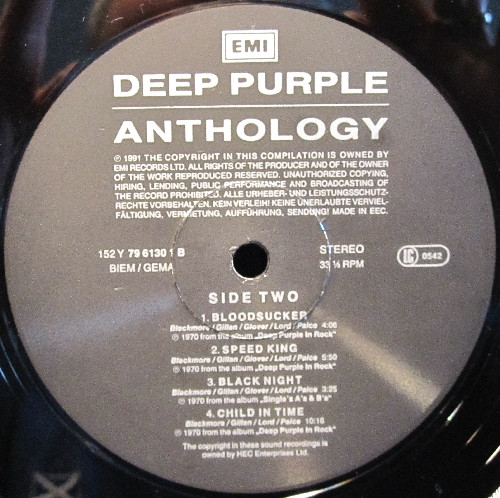 EMI
DEEP PURPLE
ANTHOLOGY
℗ 1991 THE COPYRIGHT IN THIS COMPILATION IS OWNED BY
EMI RECORDS LTD. ALL RIGHTS OF THE PRODUCER AND OF THE OWNER
OF THE WORK REPRODUCED RESERVED. UNAUTHORIZED COPYING,
HIRING, LENDING, PUBLIC PERFORMANCE AND BROADCASTING OF
THE RECORD PROHIBITED. ALLE URHEBER- UND LEISTUNGSSCHUTZ-
RECHTE VORBEHALTEN. KEIN VERLEIH! KEINE UNERLAUBTE VERVIEL-
FÄLTIGUNG, VERMIETUNG, AUFFÜHRUNG, SENDUNG! MADE IN EEC.
152 Y 79 6130 1 B STEREO
BIEM / GEMA 33 ⅓ RPM
LC 0542
SIDE TWO
1. BLOODSUCKER
Blackmore / Gillan / Glover / Lord / Paice 4:06
℗ 1970 from the album „Deep Purple In Rock"
2. SPEED KING
Blackmore / Gillan / Glover / Lord / Paice 5:50
℗ 1970 from the album „Deep Purple In Rock"
3. BLACK NIGHT
Blackmore / Gillan / Glover / Lord / Paice 3:25
℗ 1970 from the album „Single's A's & B's"
4. CHILD IN TIME
Blackmore / Gillan / Glover / Lord / Paice 10:16
℗ 1970 from the album „Deep Purple In Rock"
The copyright in these sound recordings is
owned by HEC Enterprises Ltd.